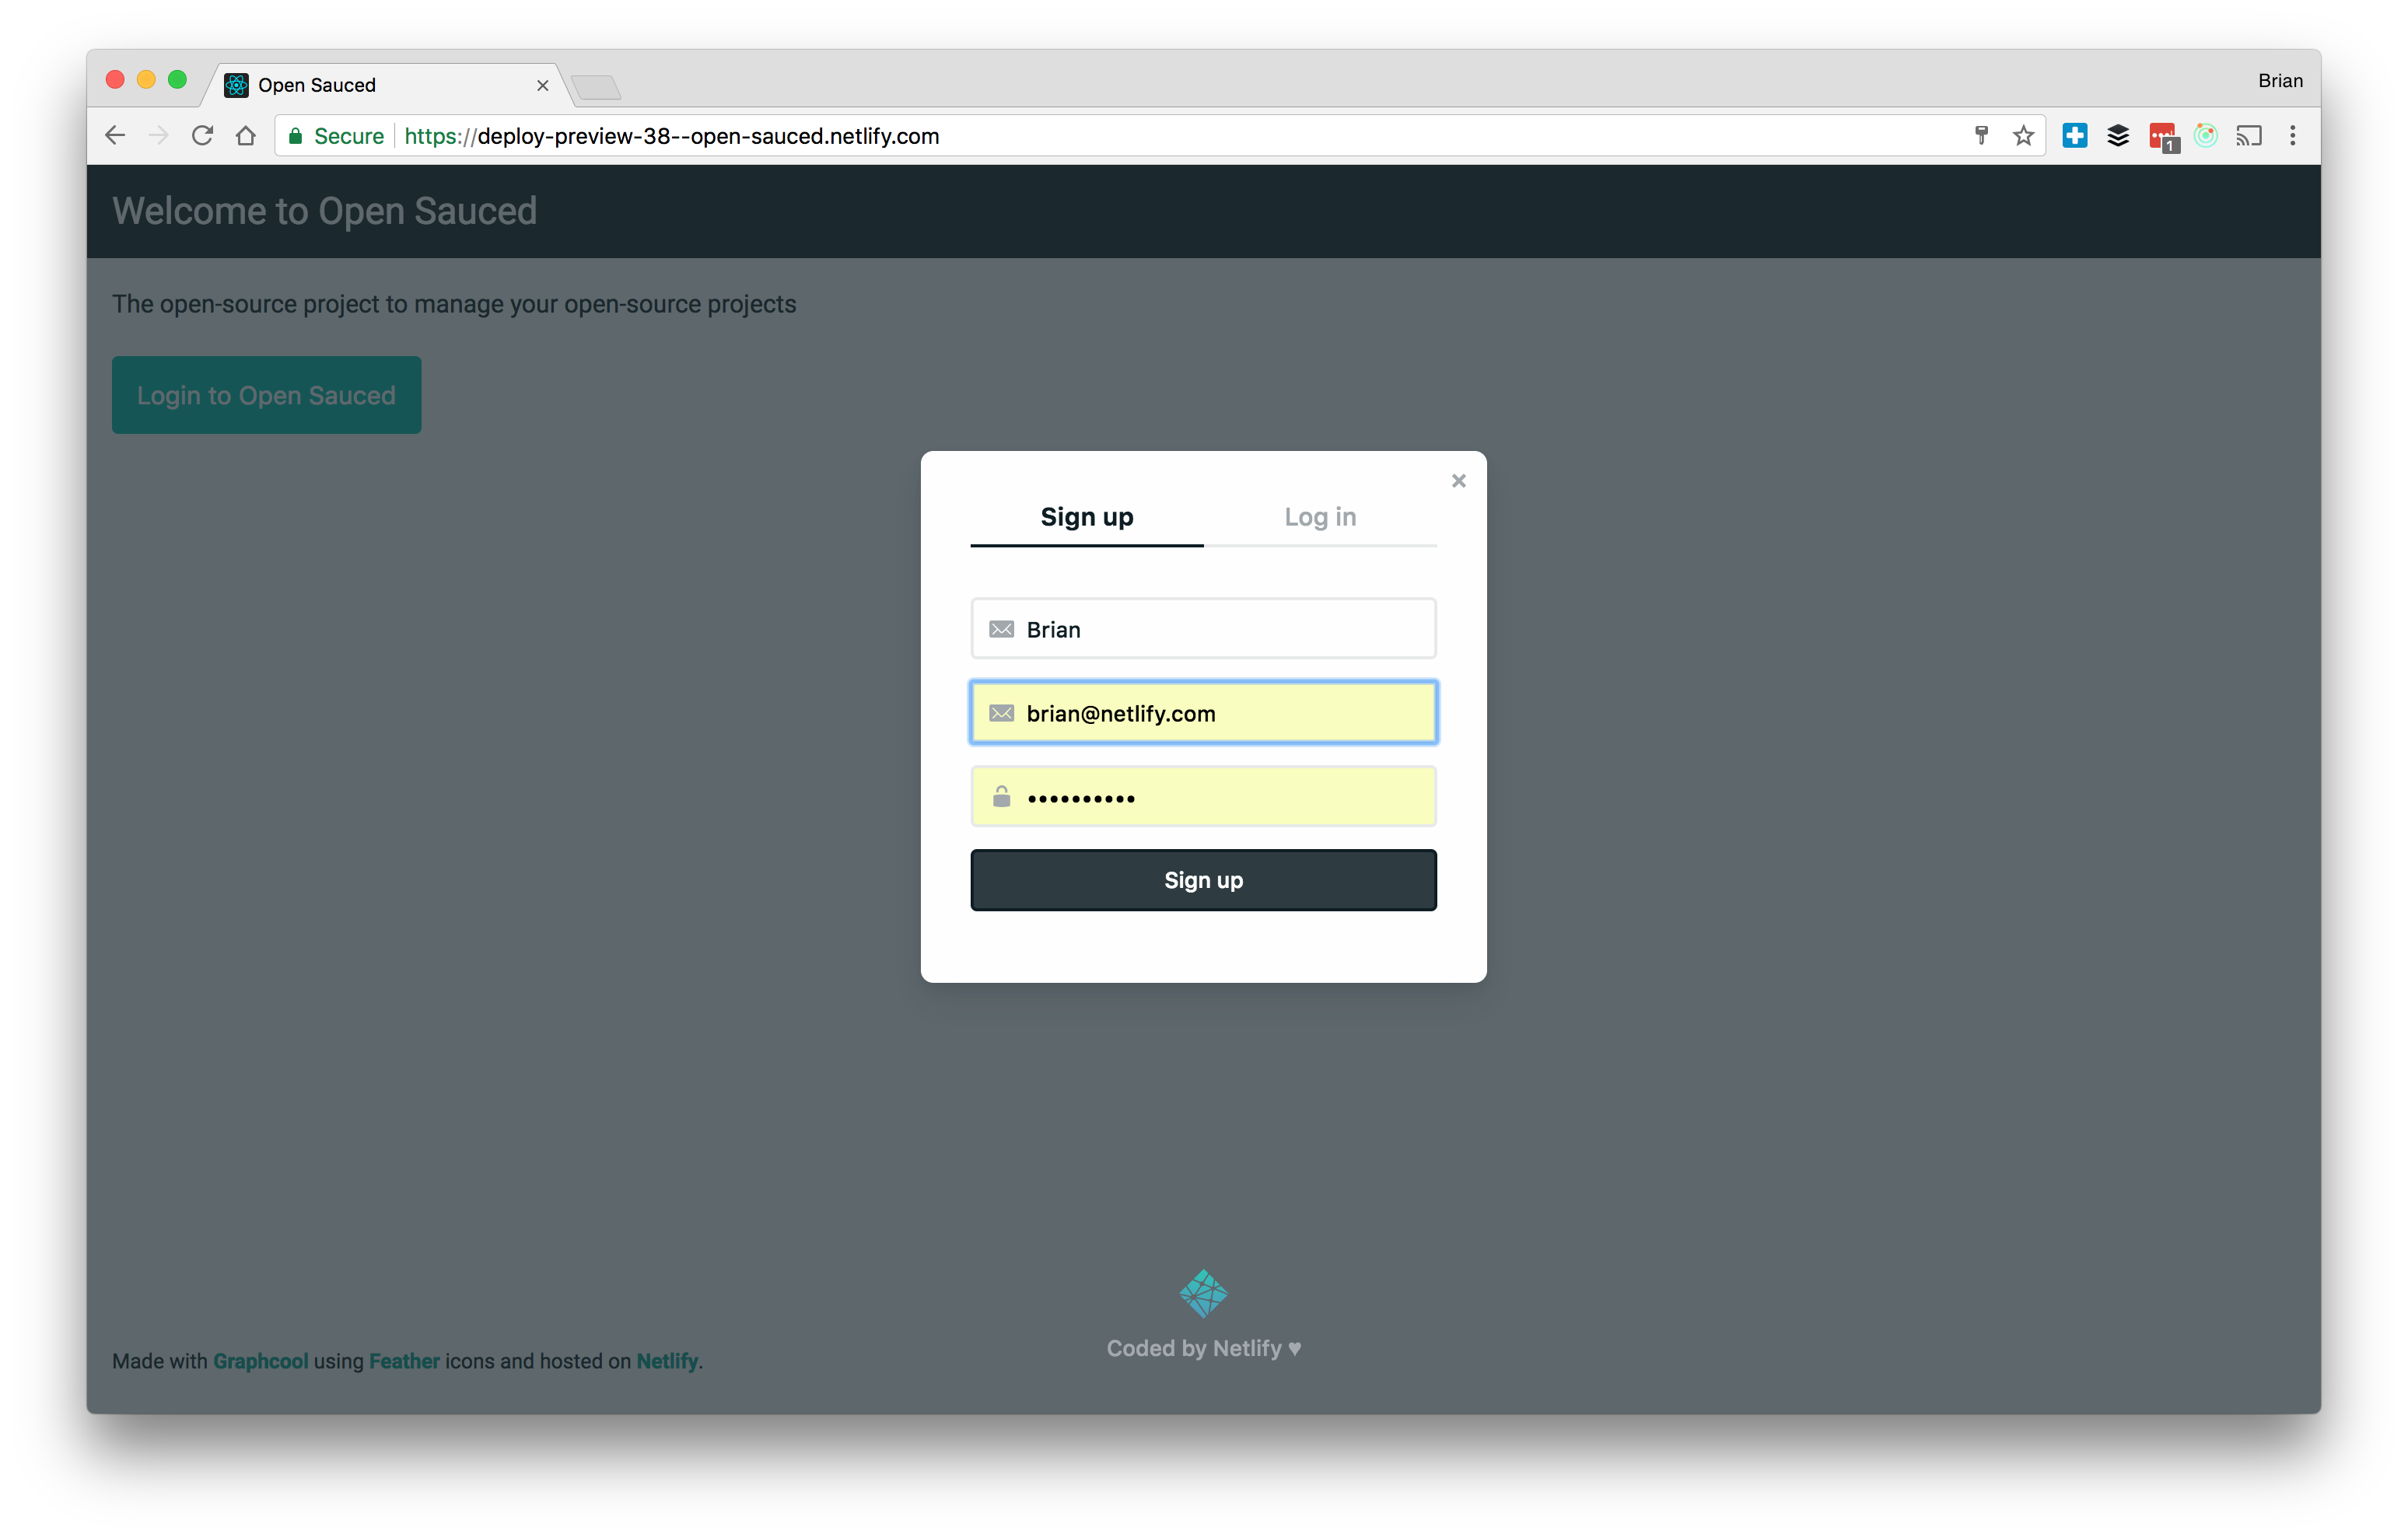 Open Sauced
Brian
Secure
https://deploy-preview-38--open-sauced.netlify.com
1
Welcome to Open Sauced
The open-source project to manage your open-source projects
Login to Open Sauced
Sign up
Log in
Brian
brian@netlify.com
••••••••••
Sign up
Coded by Netlify ♥
Made with Graphcool using Feather icons and hosted on Netlify.